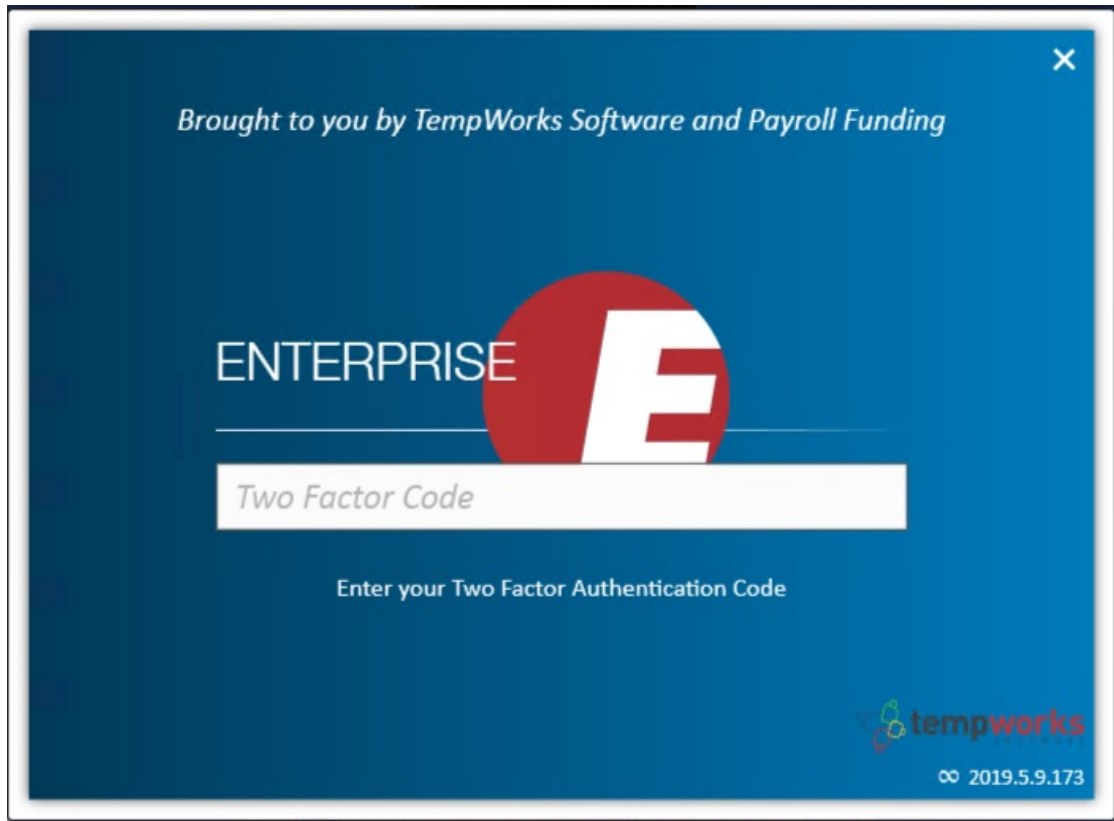 Brought to you by TempWorks Software and Payroll Funding
ENTERPRISE E
Two Factor Code
Enter your Two Factor Authentication Code
tempworks
∞ 2019.5.9.173